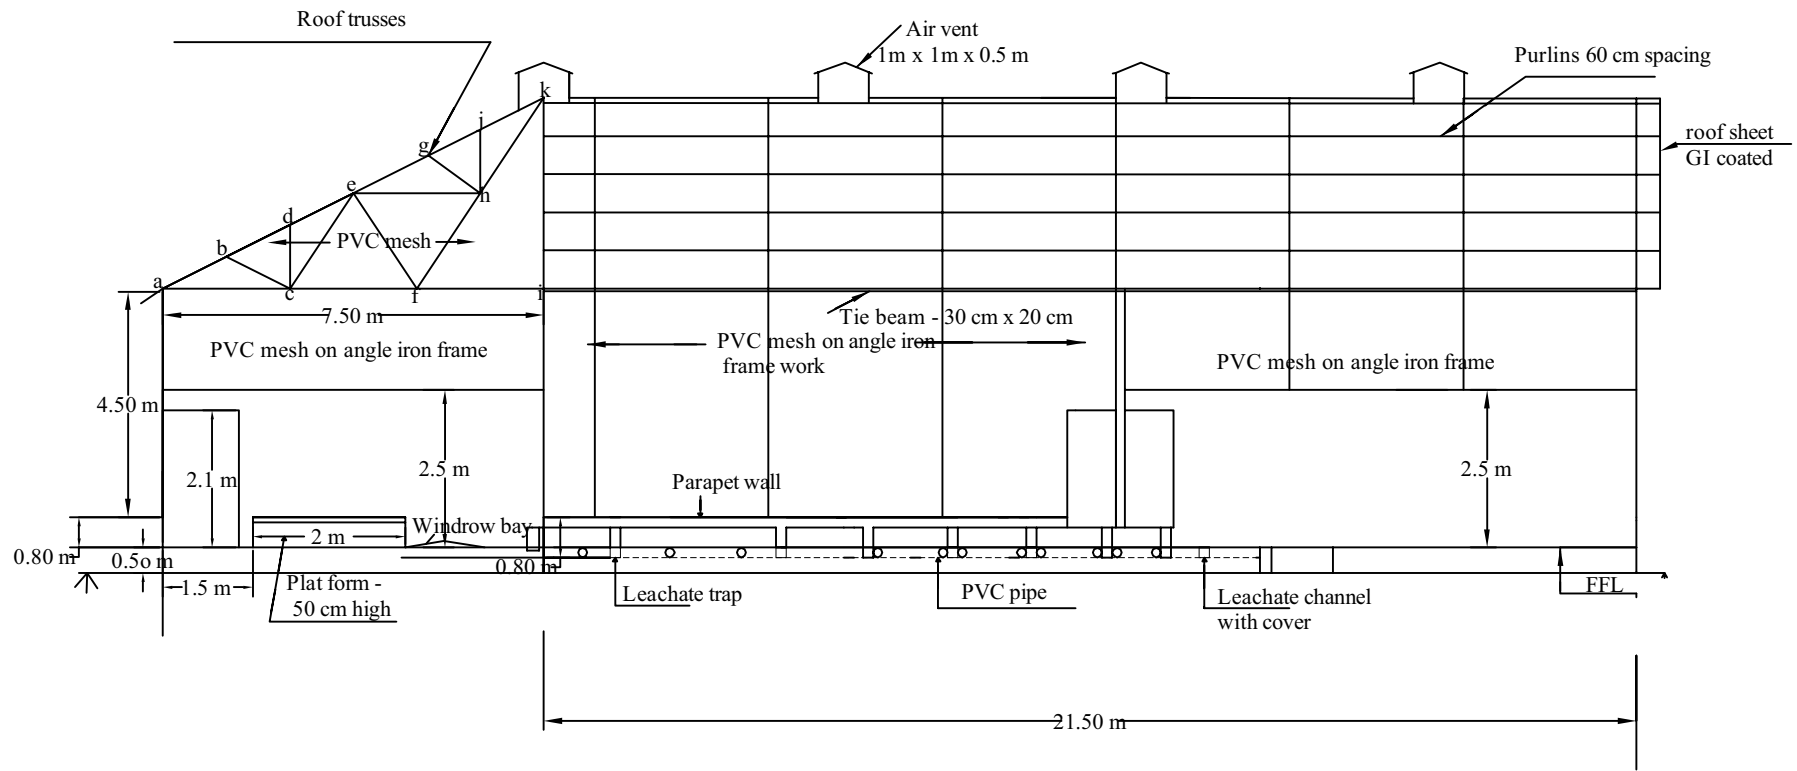 Roof trusses
Air vent
1m x 1m x 0.5 m
Purlins 60 cm spacing
k
j
roof sheet
GI coated
g
e
h
d
PVC mesh
b
a
c
f
i
7.50 m
Tie beam - 30 cm x 20 cm
PVC mesh on angle iron frame
PVC mesh on angle iron
frame work
PVC mesh on angle iron frame
4.50 m
2.5 m
2.5 m
2.1 m
Parapet wall
Windrow bay
2 m
0.80 m
0.5o m
0.80 m
1.5 m
Plat form -
50 cm high
Leachate trap
PVC pipe
Leachate channel
with cover
FFL
21.50 m